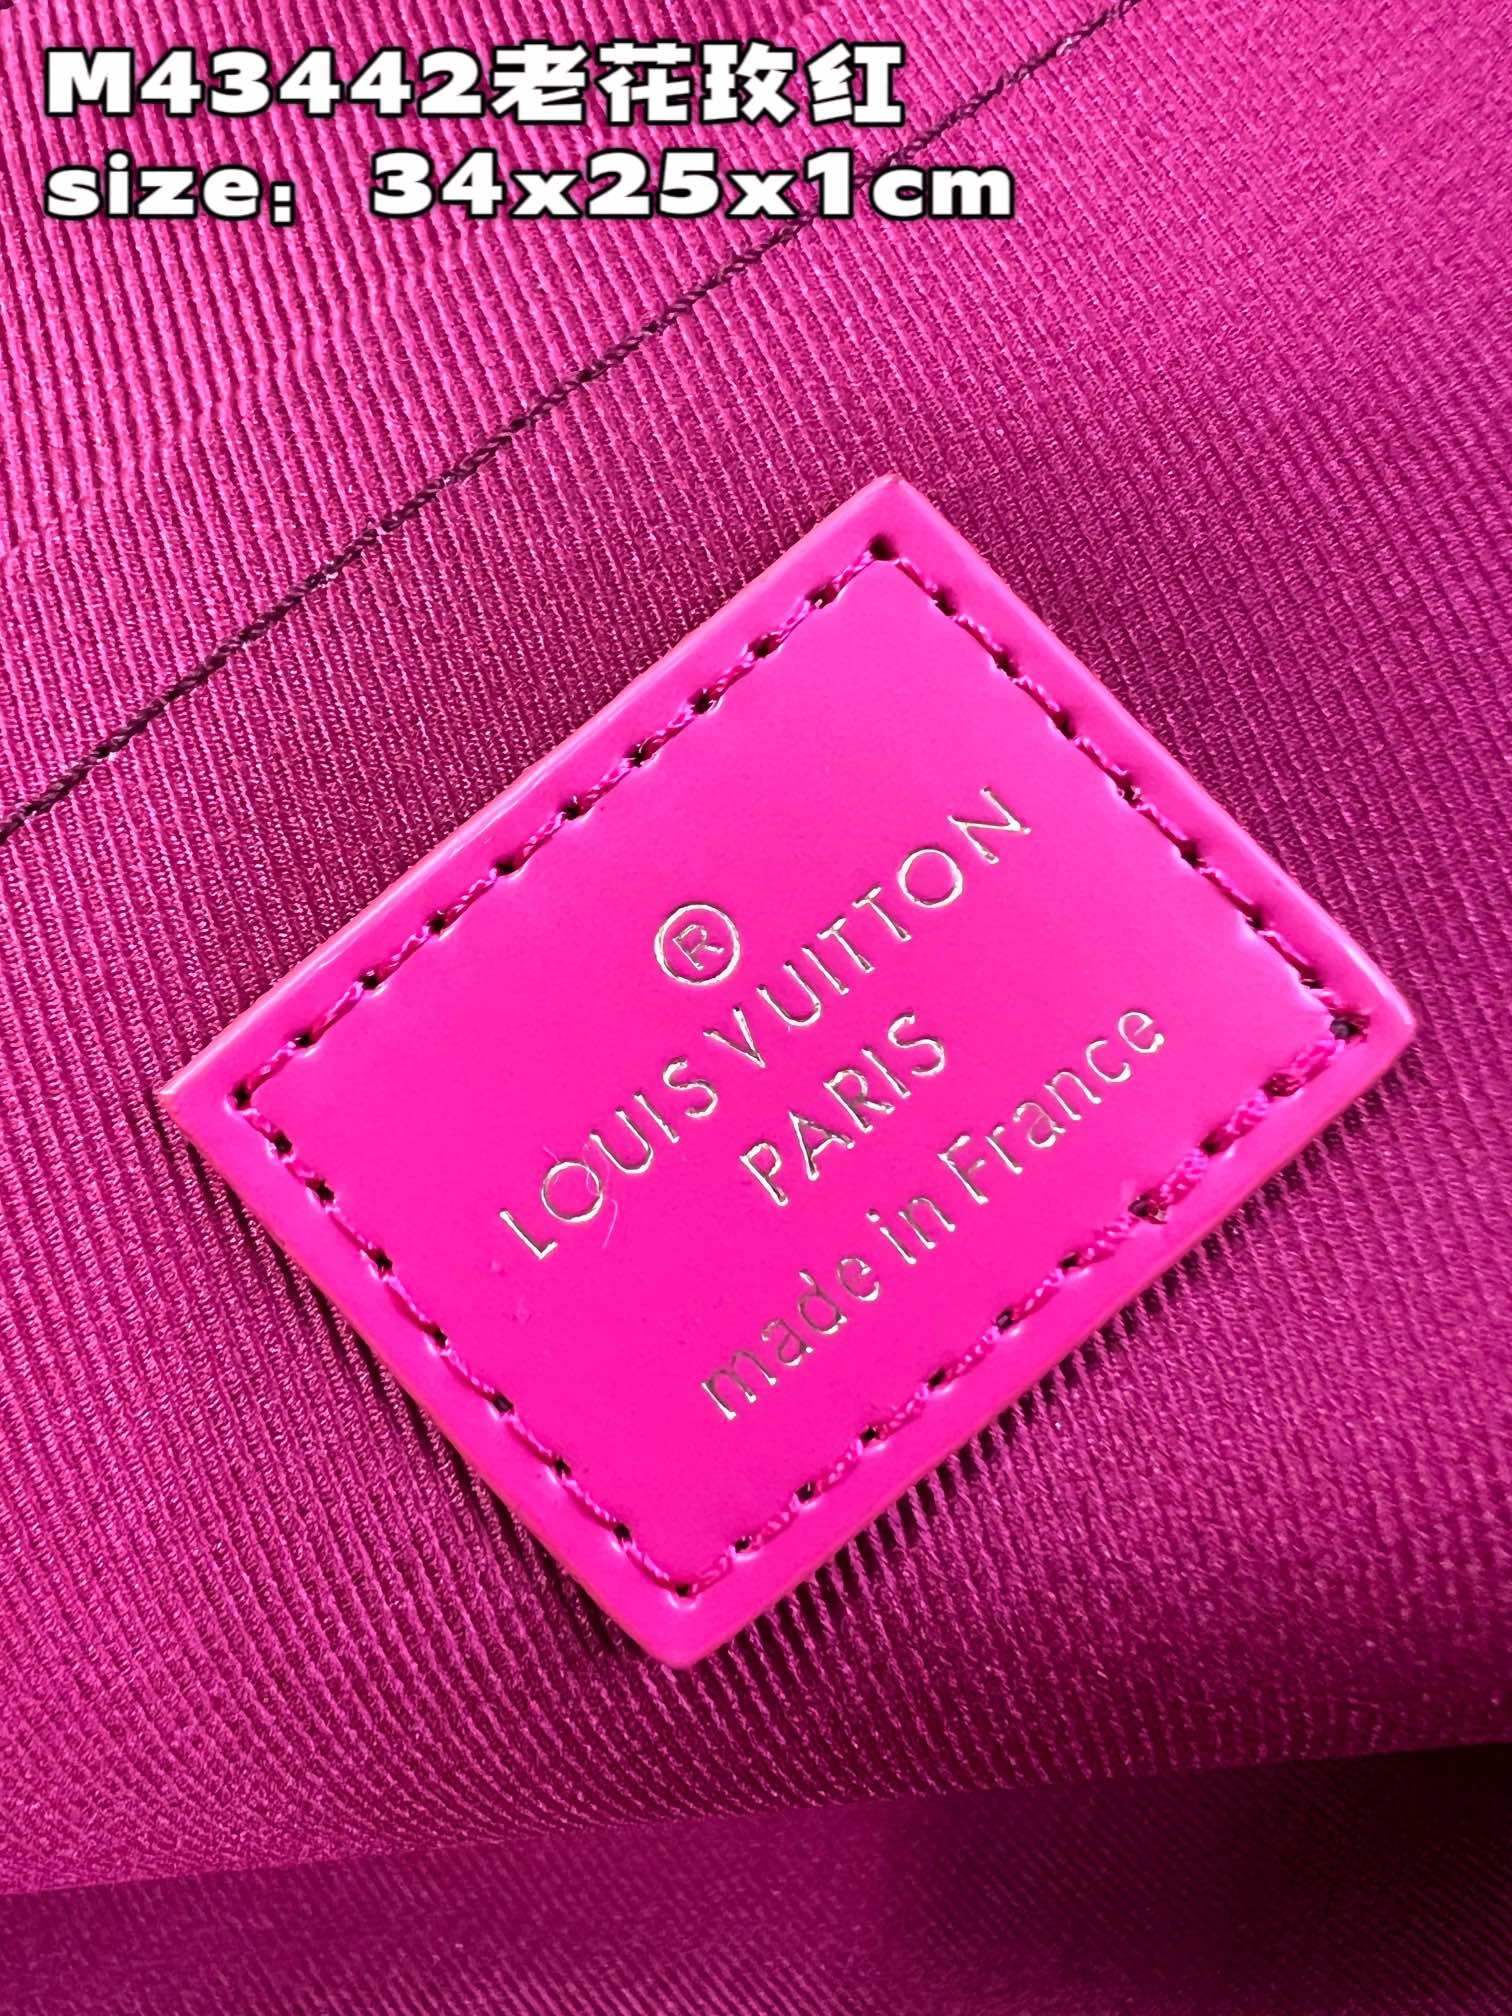 M43442老花玫红
size：34x25x1cm
®
LOUIS VUITTON
PARIS
made in France